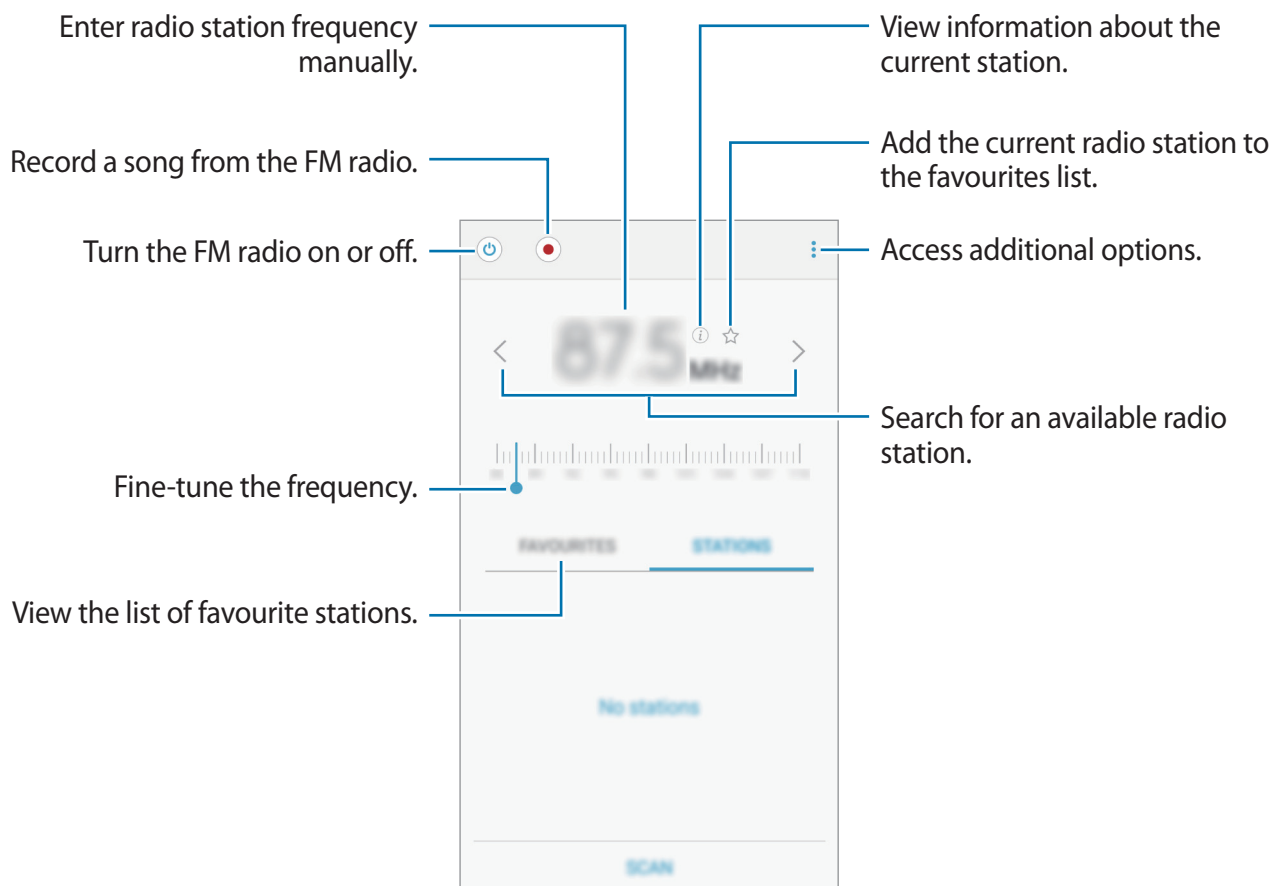 Enter radio station frequency
manually.
View information about the
current station.
Record a song from the FM radio.
Add the current radio station to
the favourites list.
Turn the FM radio on or off.
Access additional options.
87.5
MHz
Search for an available radio
station.
Fine-tune the frequency.
FAVOURITES
STATIONS
View the list of favourite stations.
No stations
SCAN